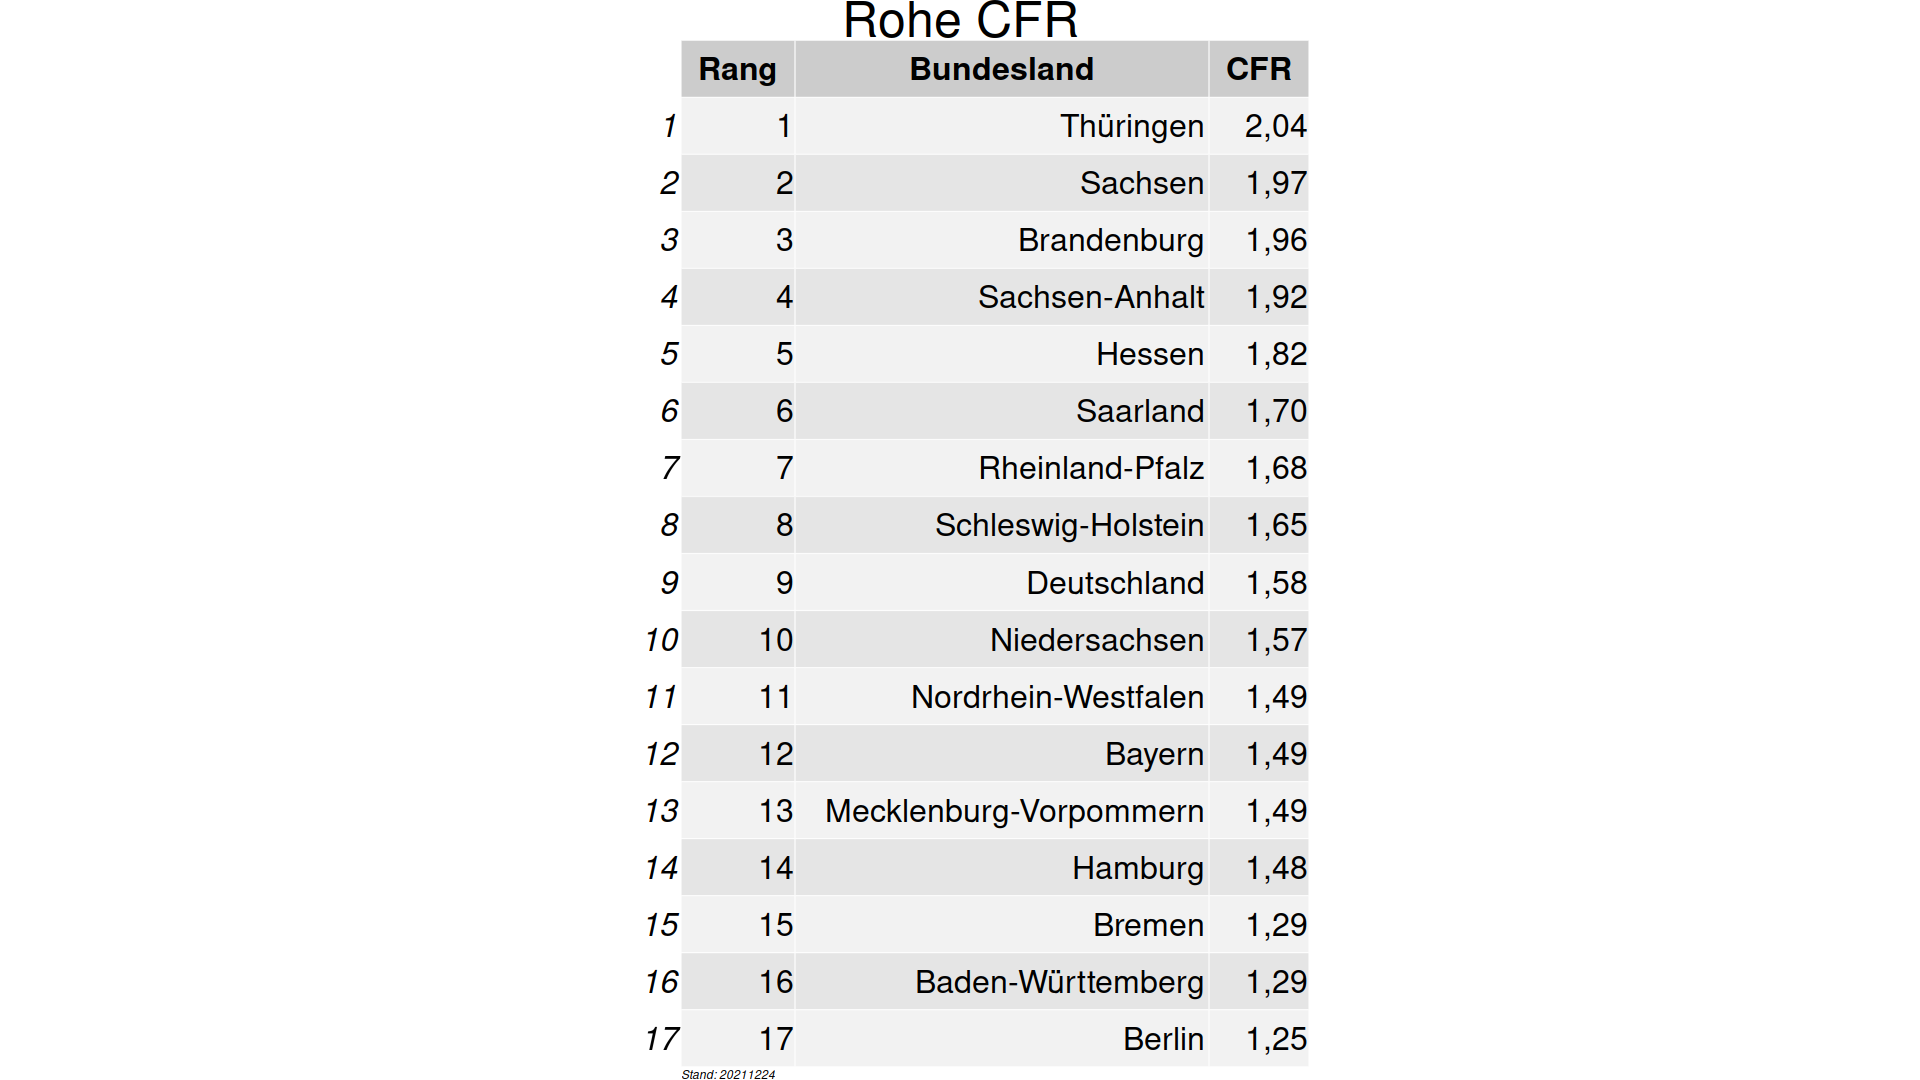 Rohe CFR
Rang Bundesland CFR
1 1 Thüringen 2,04
2 2 Sachsen 1,97
3 3 Brandenburg 1,96
4 4 Sachsen-Anhalt 1,92
5 5 Hessen 1,82
6 6 Saarland 1,70
7 7 Rheinland-Pfalz 1,68
8 8 Schleswig-Holstein 1,65
9 9 Deutschland 1,58
10 10 Niedersachsen 1,57
11 11 Nordrhein-Westfalen 1,49
12 12 Bayern 1,49
13 13 Mecklenburg-Vorpommern 1,49
14 14 Hamburg 1,48
15 15 Bremen 1,29
16 16 Baden-Württemberg 1,29
17 17 Berlin 1,25
Stand: 20211224